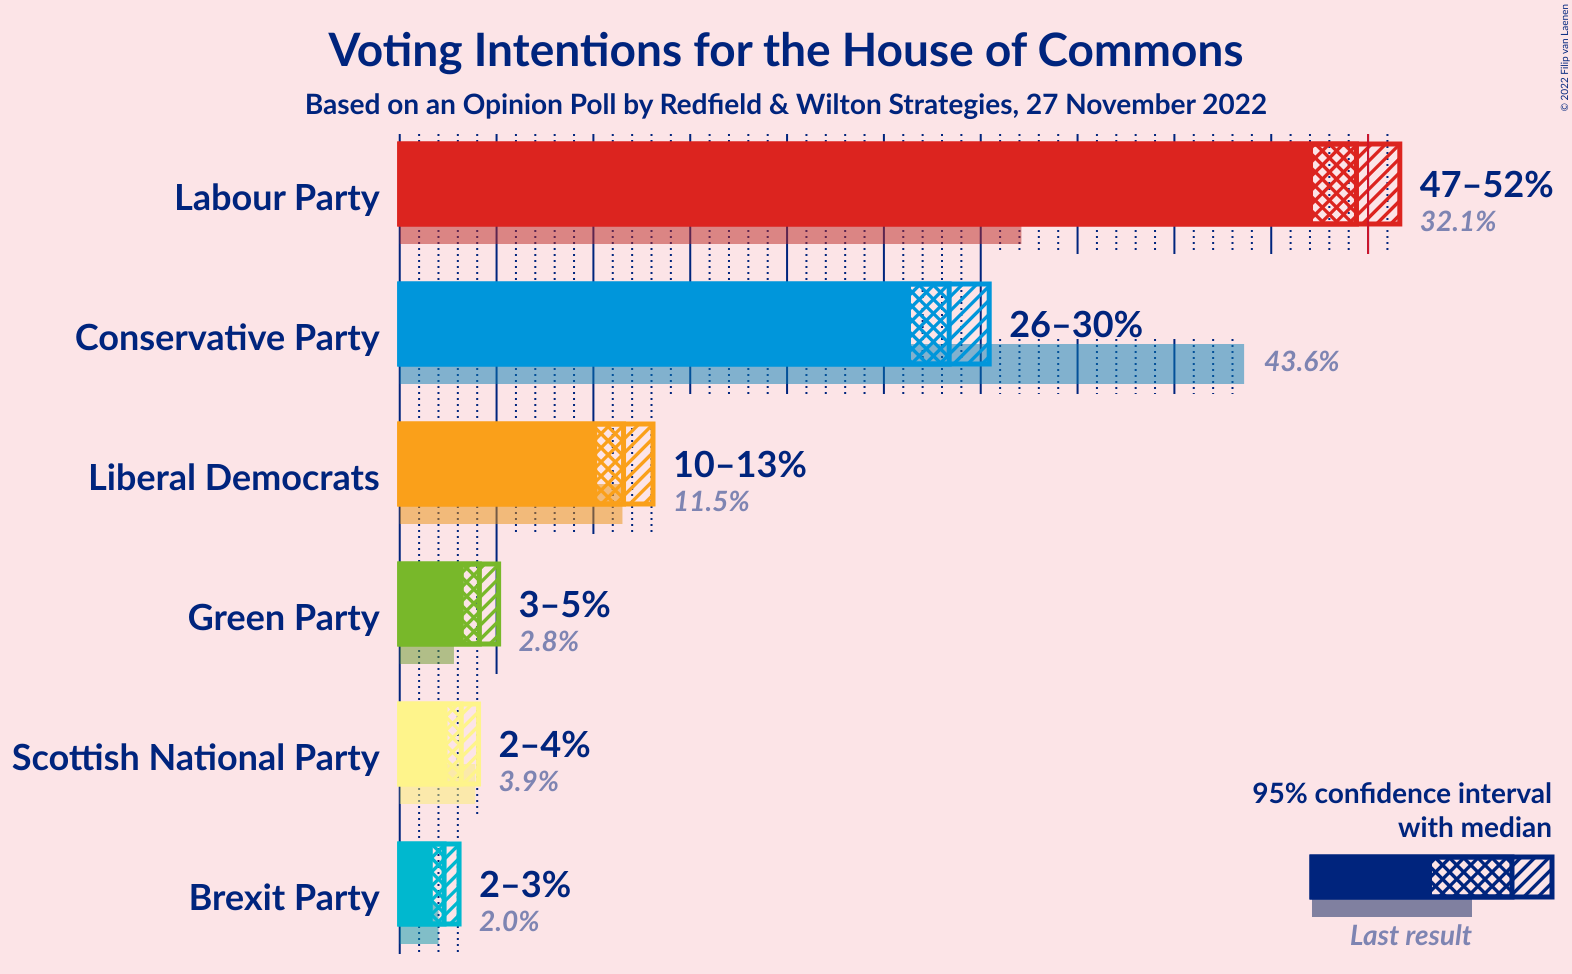 Voting Intentions for the House of Commons
Based on an Opinion Poll by Redfield & Wilton Strategies, 27 November 2022
© 2022 Filip van Laenen
Labour Party
47–52%
32.1%
Conservative Party
26–30%
43.6%
Liberal Democrats
10–13%
11.5%
Green Party
3–5%
2.8%
Scottish National Party
2–4%
3.9%
Brexit Party
2–3%
2.0%
95% confidence interval
with median
Last result